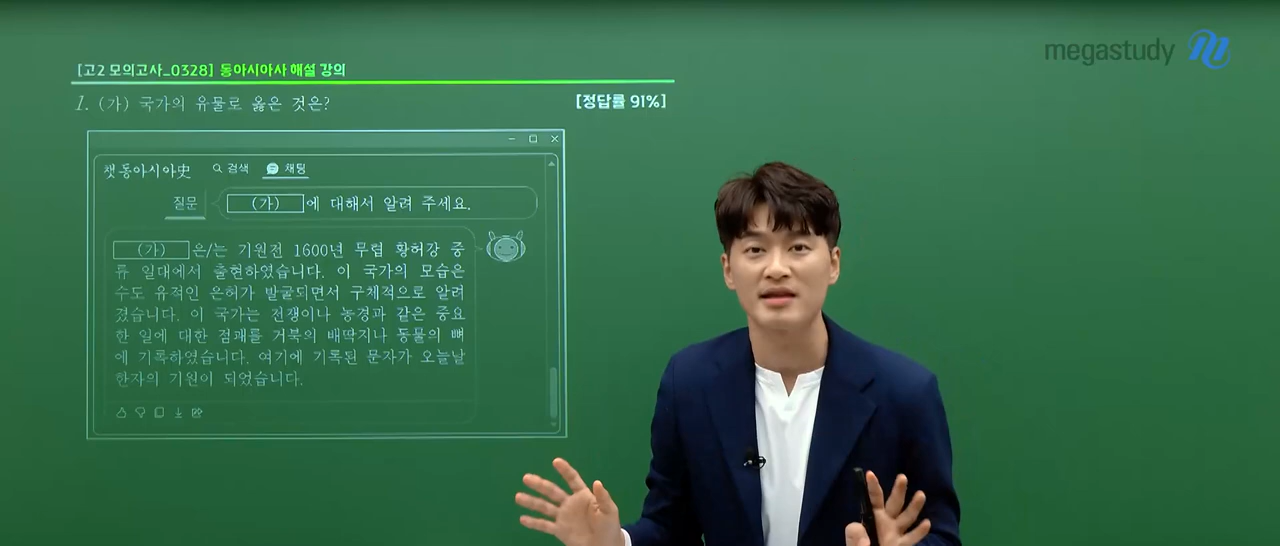 megastudy
[고2 모의고사_0328] 동아시아사 해설 강의
1. (가) 국가의 유물로 옳은 것은?
[정답률 91%]
챗동아시아史 검색 채팅
질문 (가) 에 대해서 알려 주세요.
(가) 은/는 기원전 1600년 무렵 황허강 중
류 일대에서 출현하였습니다. 이 국가의 모습은
수도 유적인 은허가 발굴되면서 구체적으로 알려
졌습니다. 이 국가는 전쟁이나 농경과 같은 중요
한 일에 대한 점괘를 거북의 배딱지나 동물의 뼈
에 기록하였습니다. 여기에 기록된 문자가 오늘날
한자의 기원이 되었습니다.